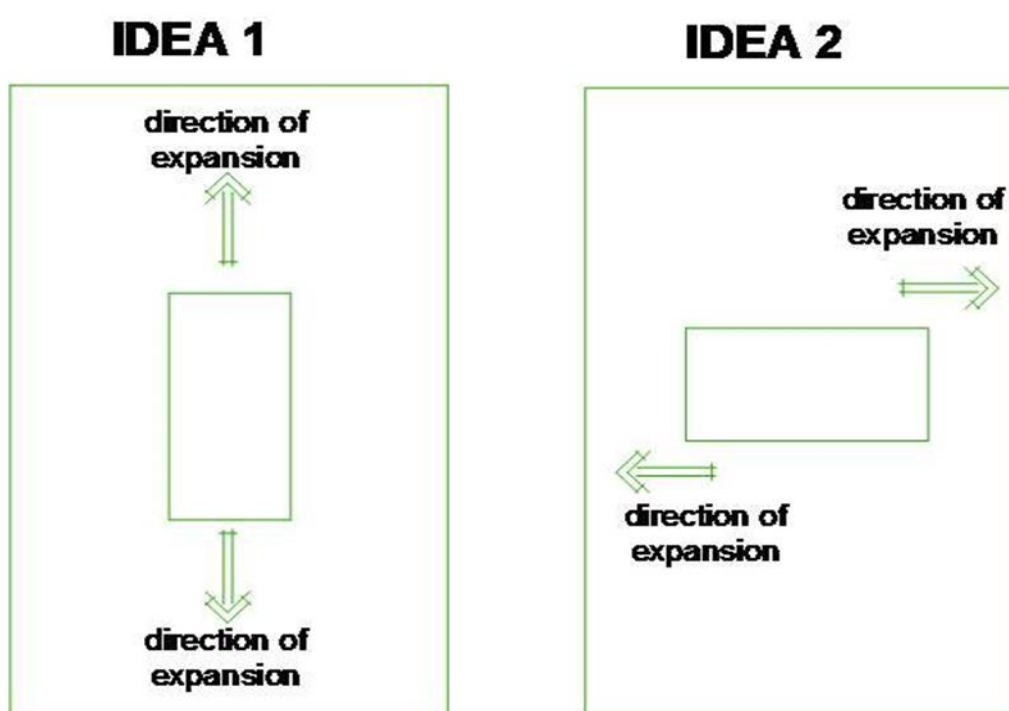 IDEA 1
direction of
expansion
direction of
expansion
IDEA 2
direction of
expansion
direction of
expansion